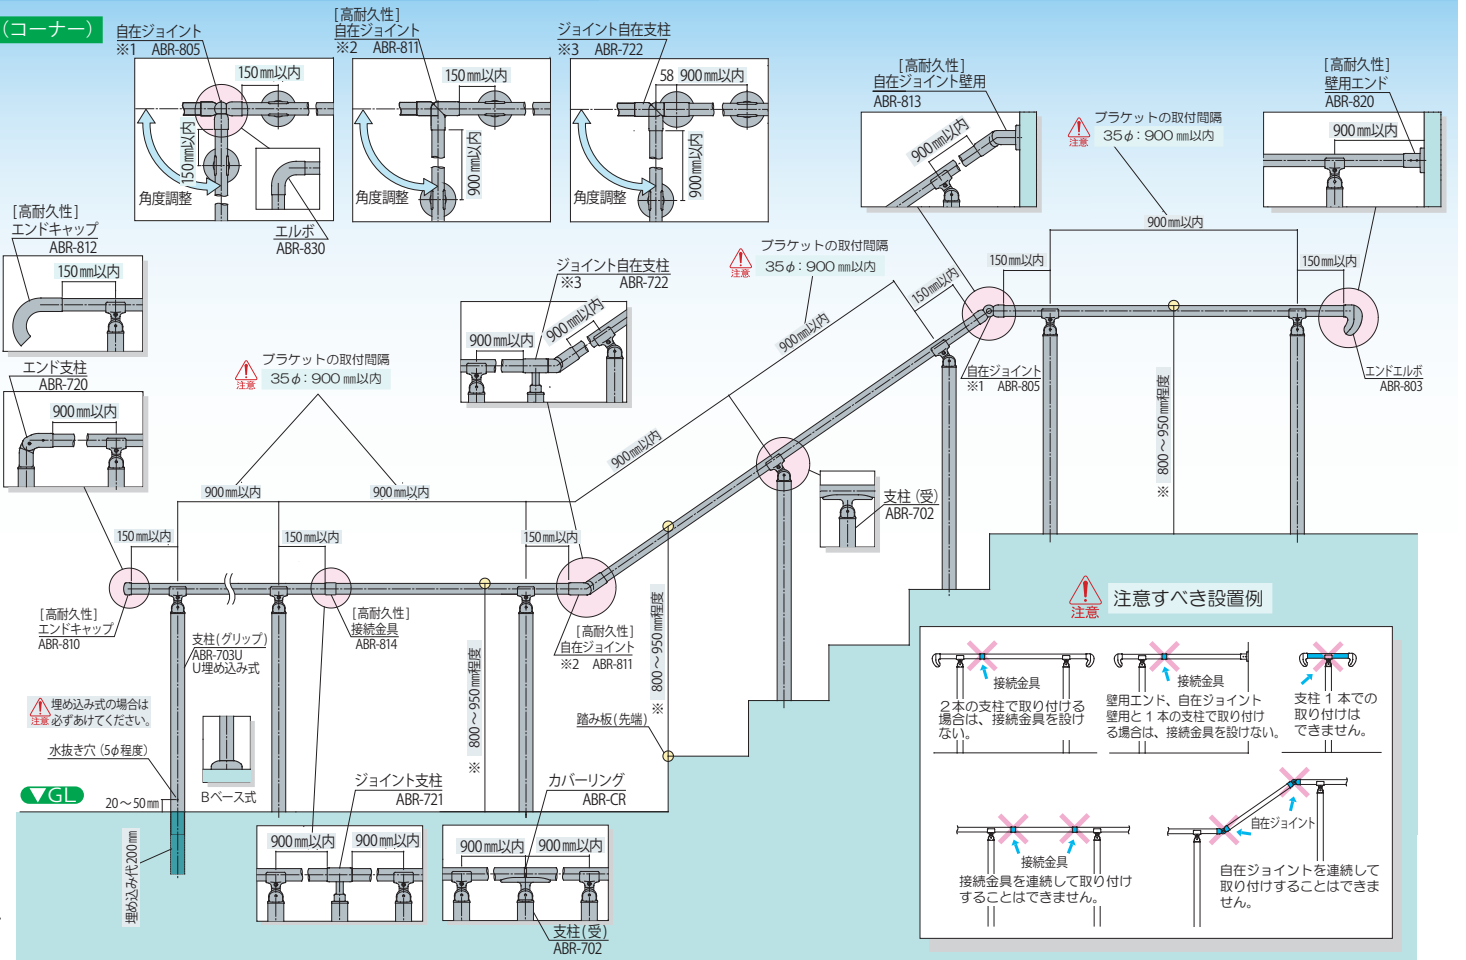 (コーナー)
自在ジョイント
※1 ABR-805
150㎜以内
150㎜以内
角度調整
エルボ
ABR-830
[高耐久性]
自在ジョイント
※2 ABR-811
150㎜以内
900㎜以内
角度調整
ジョイント自在支柱
※3 ABR-722
58 900㎜以内
900㎜以内
角度調整
[高耐久性]
自在ジョイント壁用
ABR-813
900㎜以内
注意
ブラケットの取付間隔
35φ:900㎜以内
[高耐久性]
壁用エンド
ABR-820
900㎜以内
[高耐久性]
エンドキャップ
ABR-812
150㎜以内
エンド支柱
ABR-720
900㎜以内
注意
ブラケットの取付間隔
35φ:900㎜以内
ジョイント自在支柱
※3 ABR-722
900㎜以内
900㎜以内
注意
ブラケットの取付間隔
35φ:900㎜以内
900㎜以内
150㎜以内
150㎜以内
900㎜以内
150㎜以内
自在ジョイント
※1 ABR-805
エンドエルボ
ABR-803
※ 800〜950㎜程度
900㎜以内
支柱(受)
ABR-702
900㎜以内
900㎜以内
150㎜以内
150㎜以内
150㎜以内
[高耐久性]
エンドキャップ
ABR-810
支柱(グリップ)
ABR-703U
U埋め込み式
[高耐久性]
接続金具
ABR-814
[高耐久性]
自在ジョイント
※2 ABR-811
※ 800〜950㎜程度
※ 800〜950㎜程度
踏み板(先端)
注意
埋め込み式の場合は
必ずあけてください。
水抜き穴(5φ程度)
Bベース式
▼GL
20〜50㎜
埋め込み代200㎜
ジョイント支柱
ABR-721
900㎜以内
900㎜以内
カバーリング
ABR-CR
900㎜以内
900㎜以内
支柱(受)
ABR-702
注意
注意すべき設置例
接続金具
2本の支柱で取り付ける
場合は、接続金具を設け
ない。
接続金具
壁用エンド、自在ジョイント
壁用と1本の支柱で取り付け
る場合は、接続金具を設けない。
支柱1本での
取り付けは
できません。
接続金具
接続金具を連続して取り付け
することはできません。
自在ジョイント
自在ジョイントを連続して
取り付けすることはできま
せん。